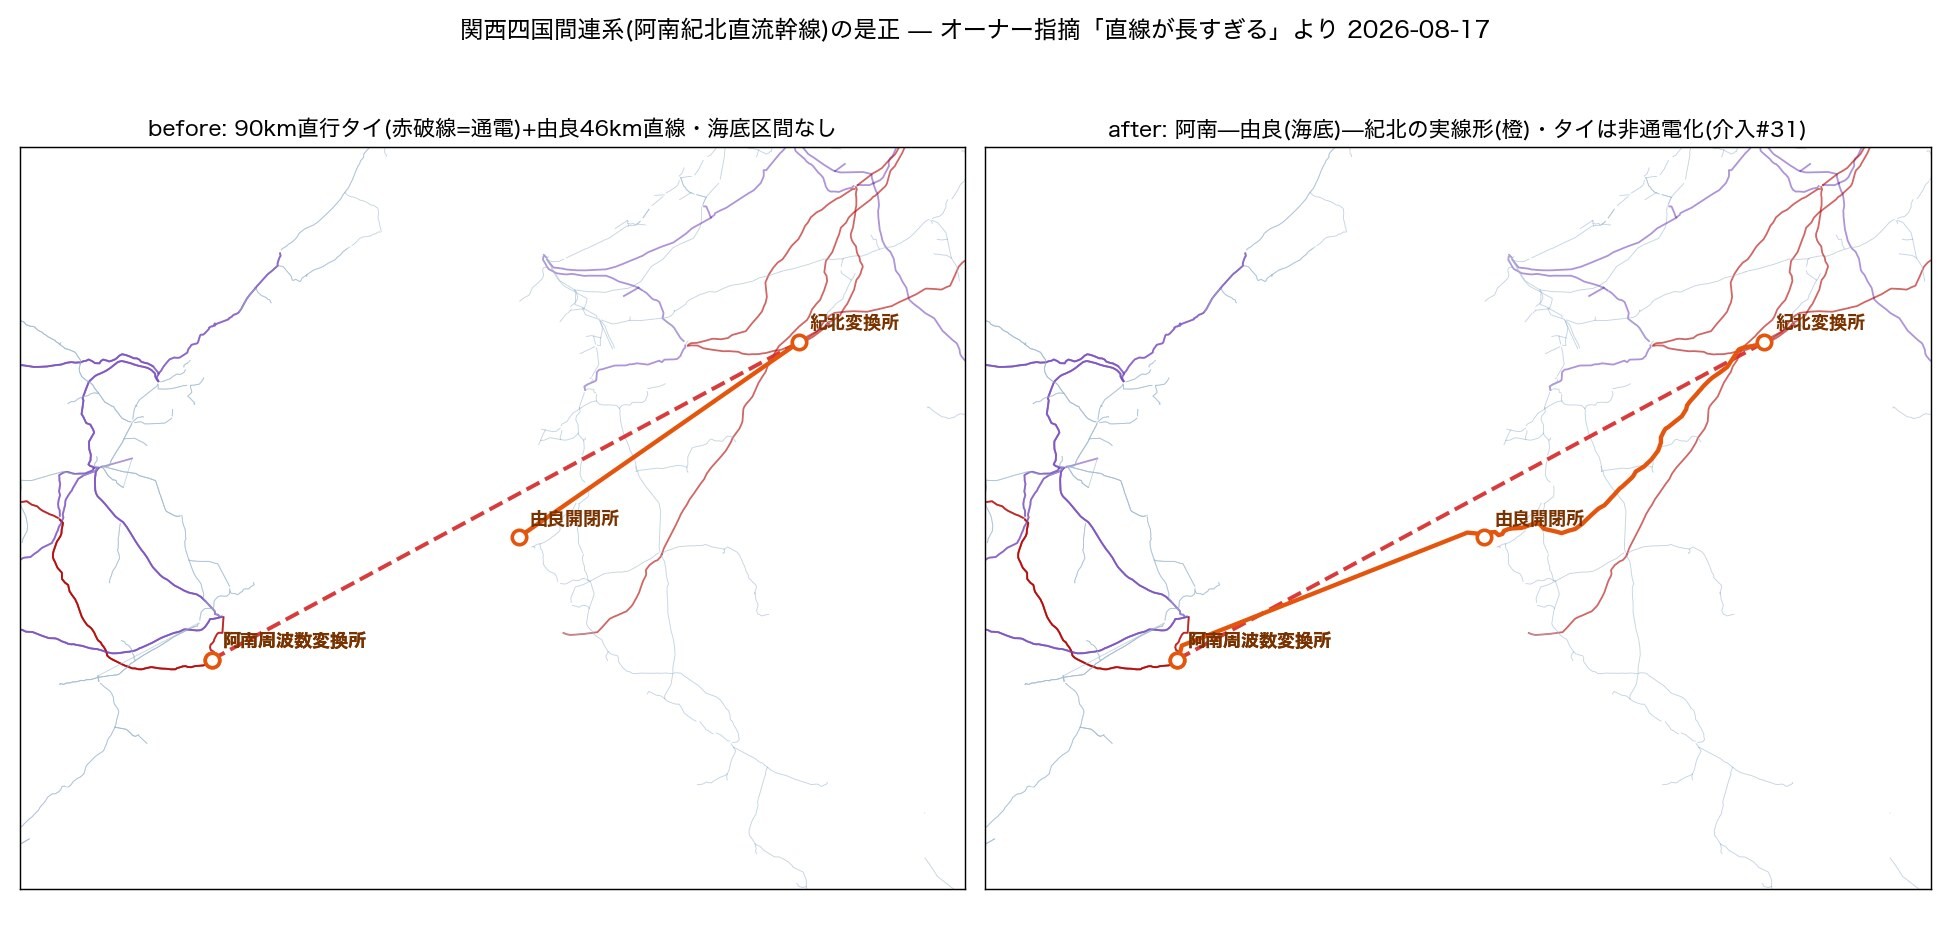 関西四国間連系(阿南紀北直流幹線)の是正 — オーナー指摘「直線が長すぎる」より 2026-08-17
before: 90km直行タイ(赤破線=通電)+由良46km直線・海底区間なし
紀北変換所
由良開閉所
阿南周波数変換所
after: 阿南—由良(海底)—紀北の実線形(橙)・タイは非通電化(介入#31)
紀北変換所
由良開閉所
阿南周波数変換所